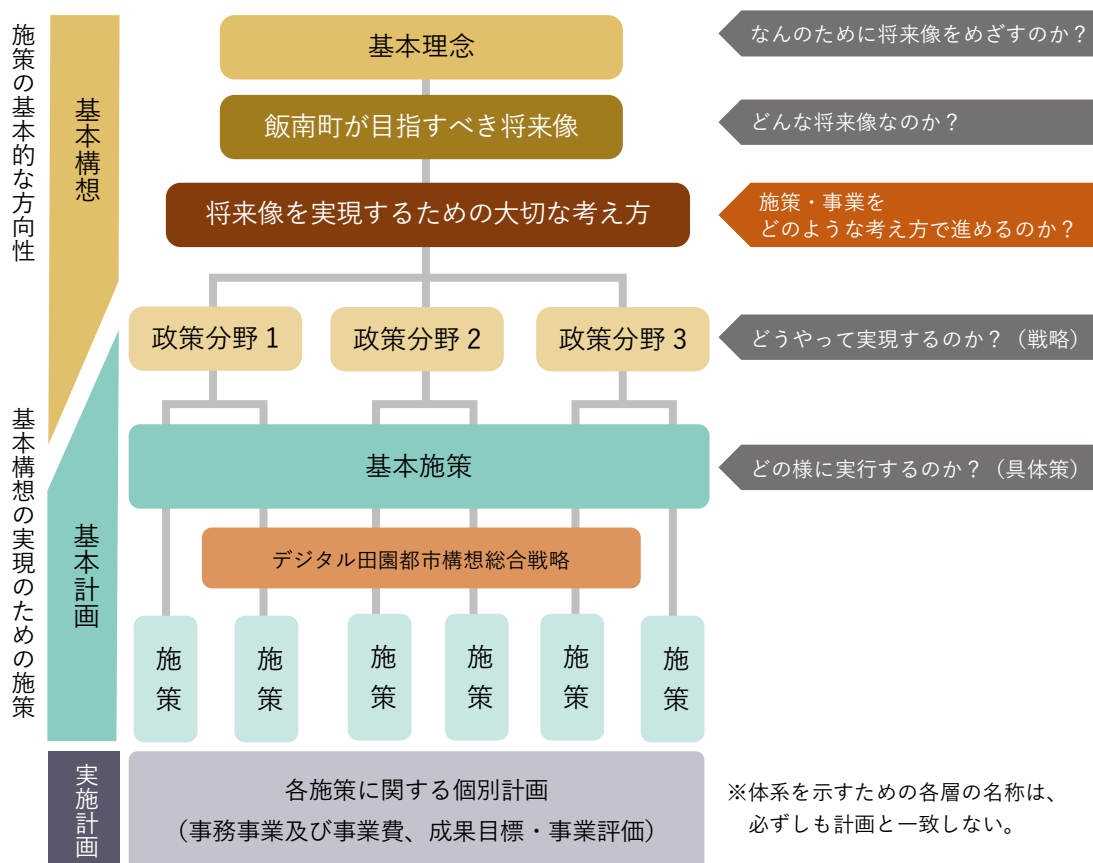 施策の基本的な方向性
基本構想
基本理念
なんのために将来像をめざすのか？
飯南町が目指すべき将来像
どんな将来像なのか？
将来像を実現するための大切な考え方
施策・事業を
どのような考え方で進めるのか？
政策分野1
政策分野2
政策分野3
どうやって実現するのか？（戦略）
基本構想の実現のための施策
基本計画
基本施策
どの様に実行するのか？（具体策）
デジタル田園都市構想総合戦略
施策
施策
施策
施策
施策
施策
実施計画
各施策に関する個別計画
（事務事業及び事業費、成果目標・事業評価）
※体系を示すための各層の名称は、
必ずしも計画と一致しない。